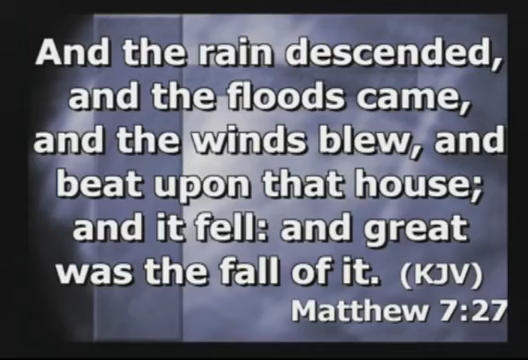 And the rain descended,
and the floods came,
and the winds blew, and
beat upon that house;
and it fell: and great
was the fall of it. (KJV)
Matthew 7:27